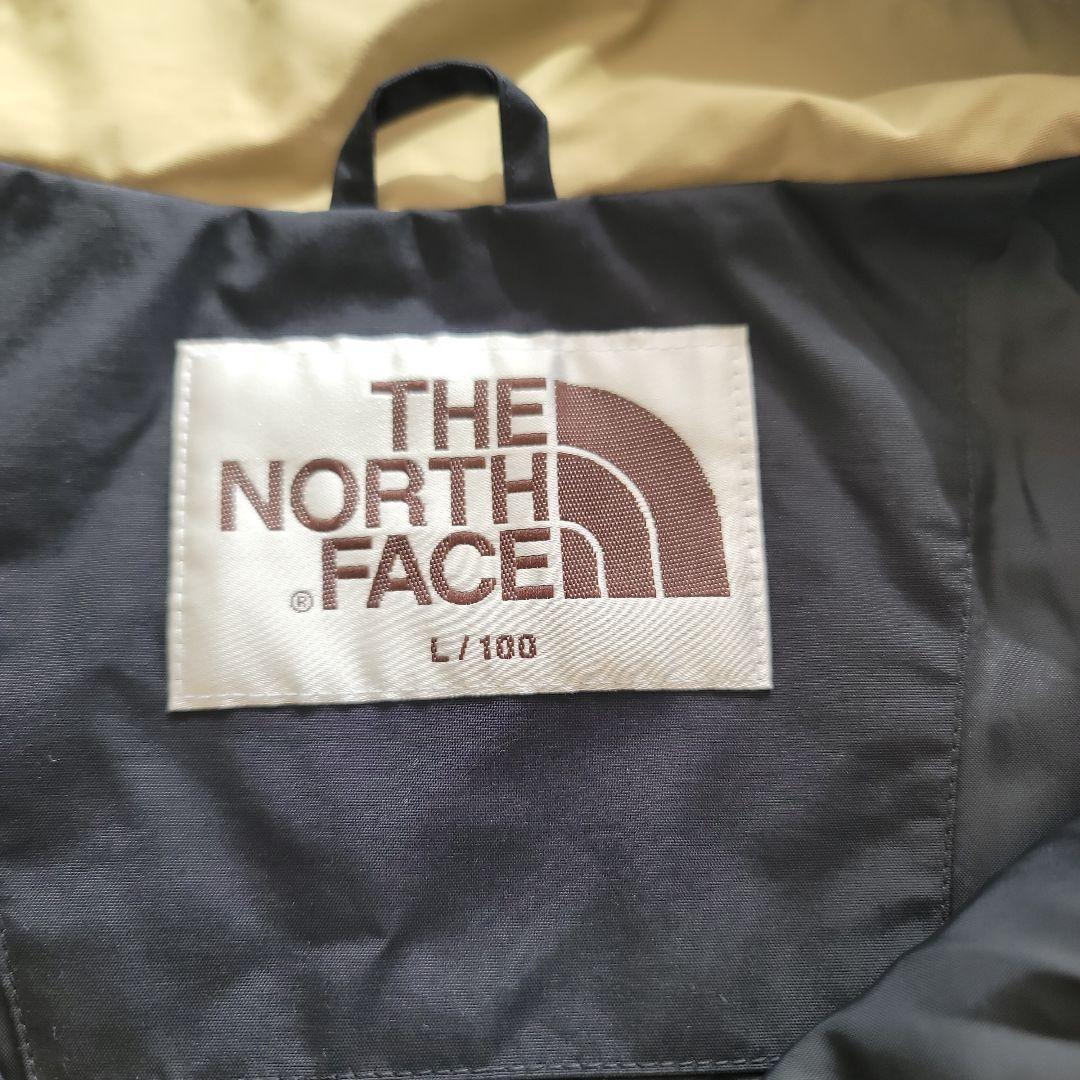 THE
NORTH
FACE
®
L/100